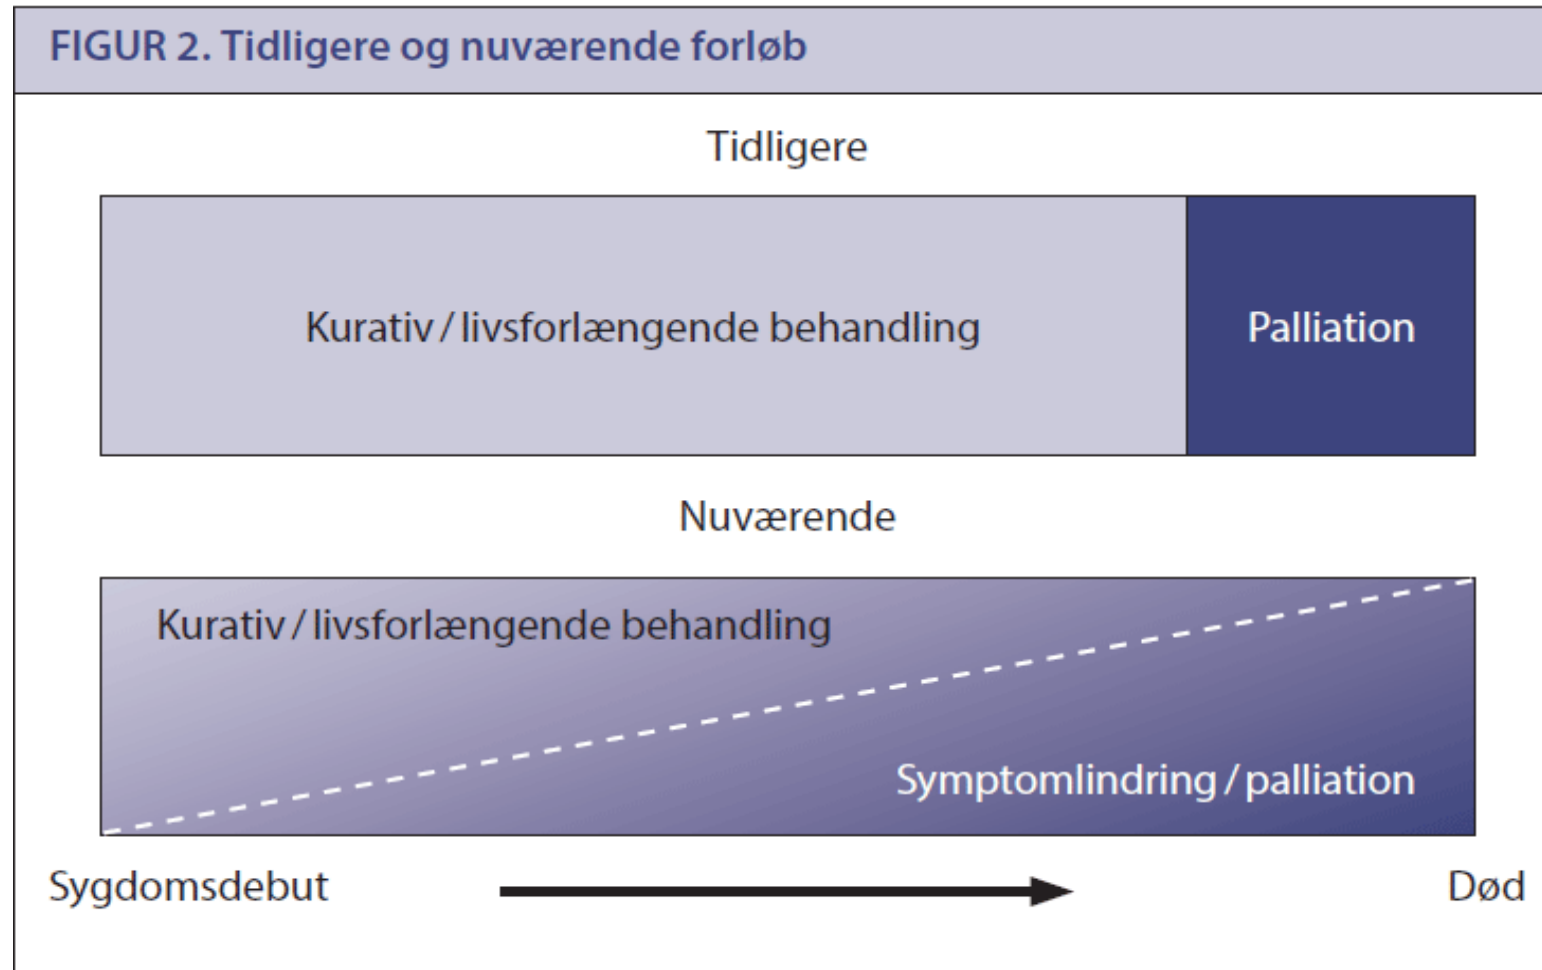 FIGUR 2. Tidligere og nuværende forløb
Tidligere
Kurativ / livsforlængende behandling
Palliation
Nuværende
Kurativ / livsforlængende behandling
Symptomlindring / palliation
Sygdomsdebut
Død